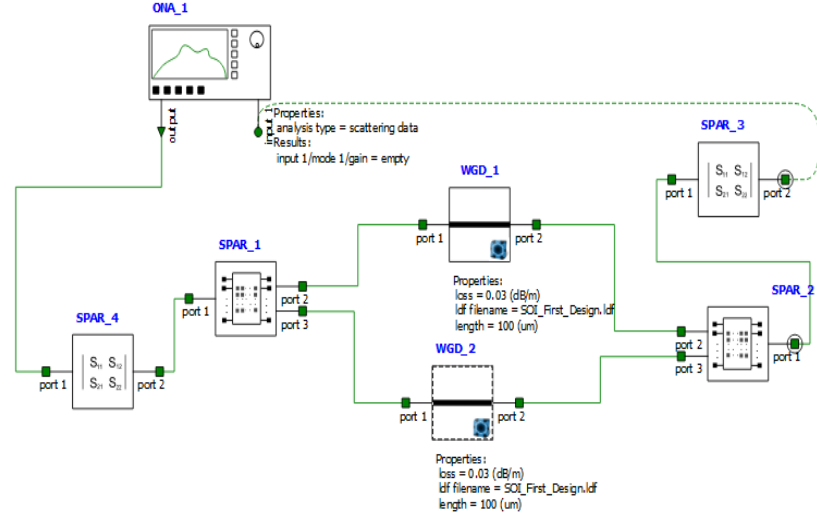 ONA_1
output
input 1
Properties:
analysis type = scattering data
Results:
input 1/mode 1/gain = empty
SPAR_3
S11 S12
S21 S22
port 1
port 2
WGD_1
port 1
port 2
Properties:
loss = 0.03 (dB/m)
ldf filename = SOI_First_Design.ldf
length = 100 (um)
SPAR_1
port 1
port 2
port 3
SPAR_2
port 2
port 3
port 1
SPAR_4
S11 S12
S21 S22
port 1
port 2
WGD_2
port 1
port 2
Properties:
loss = 0.03 (dB/m)
ldf filename = SOI_First_Design.ldf
length = 100 (um)